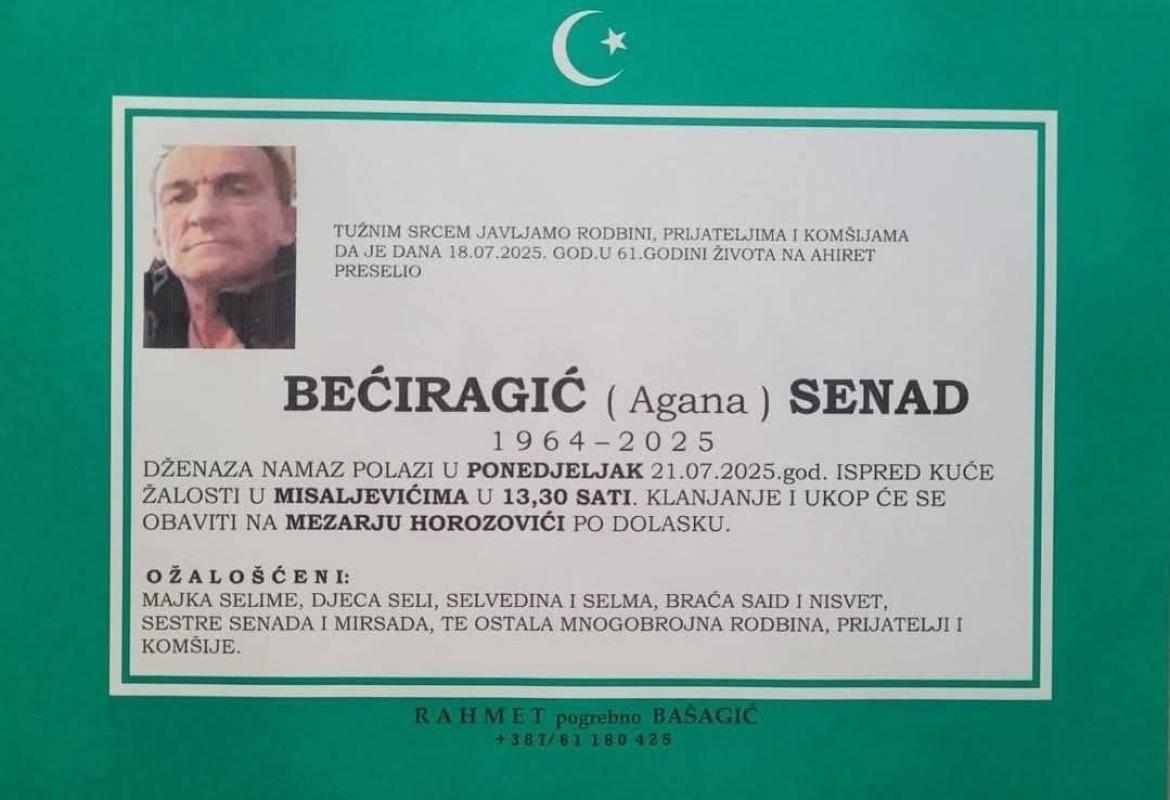 TUŽNIM SRCEM JAVLJAMO RODBINI, PRIJATELJIMA I KOMŠIJAMA
DA JE DANA 18.07.2025. GOD.U 61.GODINI ŽIVOTA NA AHIRET
PRESELIO
BEĆIRAGIĆ ( Agana ) SENAD
1964–2025
DŽENAZA NAMAZ POLAZI U PONEDJELJAK 21.07.2025.god. ISPRED KUĆE
ŽALOSTI U MISALJEVIĆIMA U 13,30 SATI. KLANJANJE I UKOP ĆE SE
OBAVITI NA MEZARJU HOROZOVIĆI PO DOLASKU.
OŽALOŠĆENI:
MAJKA SELIME, DJECA SELI, SELVEDINA I SELMA, BRAĆA SAID I NISVET,
SESTRE SENADA I MIRSADA, TE OSTALA MNOGOBROJNA RODBINA, PRIJATELJI I
KOMŠIJE.
RAHMET pogrebno BAŠAGIĆ
+387/61 180 425